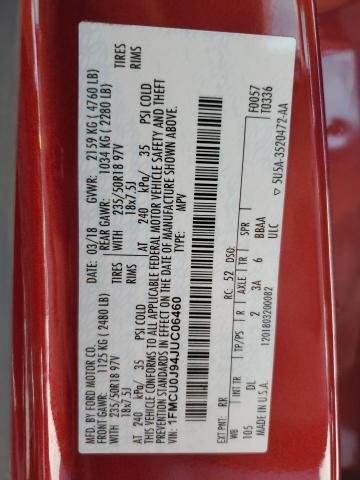 MFD. BY FORD MOTOR CO.
DATE: 03/18 GVWR: 2159 KG ( 4760 LB)
FRONT GAWR: 1125 KG ( 2480 LB) REAR GAWR: 1034 KG ( 2280 LB)
WITH 235/50R18 97V TIRES WITH 235/50R18 97V TIRES
18x7.5J RIMS 18x7.5J RIMS
AT 240 kPa/ 35 PSI COLD AT 240 kPa/ 35 PSI COLD
THIS VEHICLE CONFORMS TO ALL APPLICABLE FEDERAL MOTOR VEHICLE SAFETY AND THEFT
PREVENTION STANDARDS IN EFFECT ON THE DATE OF MANUFACTURE SHOWN ABOVE.
1FMCU0J94JUC06460 TYPE: MPV
F0057
T0336
EXT PNT: RR RC: 52 DSO:
WB INT TR TP/PS R AXLE TR SPR
105 DL 2 3A 6 BBAA
1201803200082 ULC
▽ 5U5A-3520472-AA